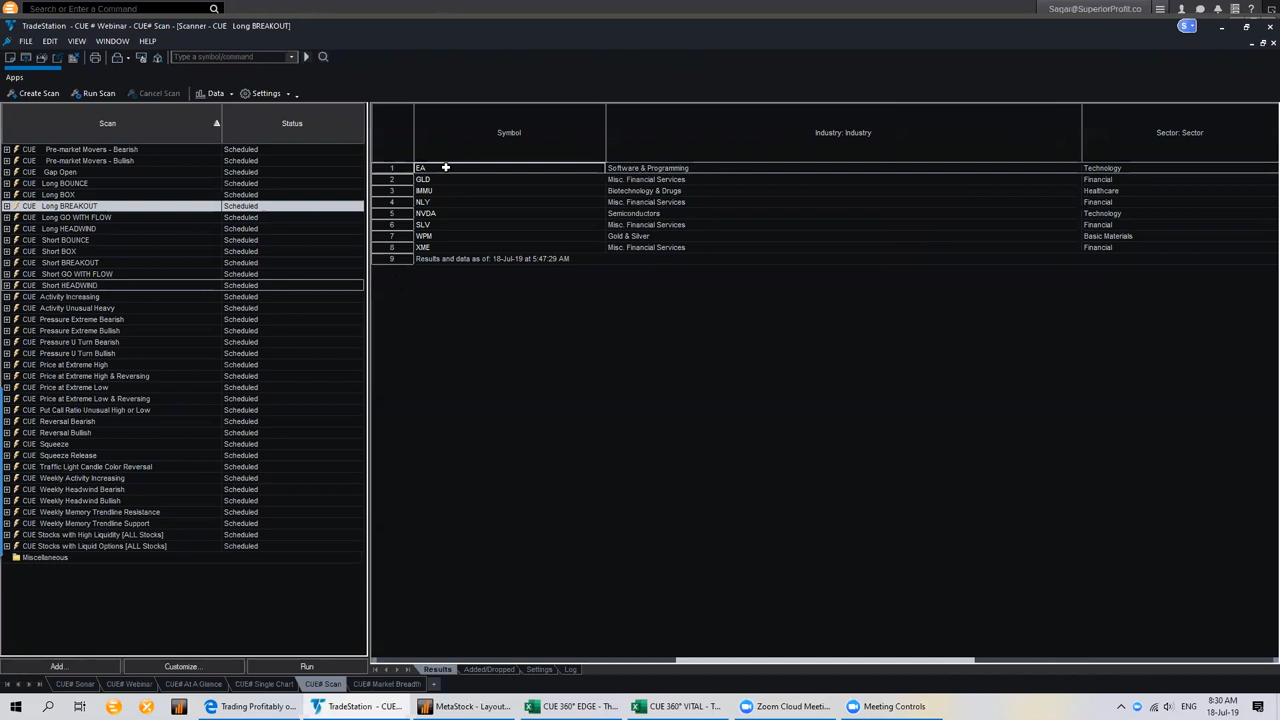 Search or Enter a Command
Sagar@SuperiorProfit.co
TradeStation - CUE # Webinar - CUE# Scan - [Scanner - CUE Long BREAKOUT]
S
FILE EDIT VIEW WINDOW HELP
Type a symbol/command
Apps
Create Scan Run Scan Cancel Scan Data Settings
Scan Status Symbol Industry: Industry Sector: Sector
CUE Pre-market Movers - Bearish Scheduled
CUE Pre-market Movers - Bullish Scheduled
CUE Gap Open Scheduled
CUE Long BOUNCE Scheduled
CUE Long BOX Scheduled
CUE Long BREAKOUT Scheduled
CUE Long GO WITH FLOW Scheduled
CUE Long HEADWIND Scheduled
CUE Short BOUNCE Scheduled
CUE Short BOX Scheduled
CUE Short BREAKOUT Scheduled
CUE Short GO WITH FLOW Scheduled
CUE Short HEADWIND Scheduled
CUE Activity Increasing Scheduled
CUE Activity Unusual Heavy Scheduled
CUE Pressure Extreme Bearish Scheduled
CUE Pressure Extreme Bullish Scheduled
CUE Pressure U Turn Bearish Scheduled
CUE Pressure U Turn Bullish Scheduled
CUE Price at Extreme High Scheduled
CUE Price at Extreme High & Reversing Scheduled
CUE Price at Extreme Low Scheduled
CUE Price at Extreme Low & Reversing Scheduled
CUE Put Call Ratio Unusual High or Low Scheduled
CUE Reversal Bearish Scheduled
CUE Reversal Bullish Scheduled
CUE Squeeze Scheduled
CUE Squeeze Release Scheduled
CUE Traffic Light Candle Color Reversal Scheduled
CUE Weekly Activity Increasing Scheduled
CUE Weekly Headwind Bearish Scheduled
CUE Weekly Headwind Bullish Scheduled
CUE Weekly Memory Trendline Resistance Scheduled
CUE Weekly Memory Trendline Support Scheduled
CUE Stocks with High Liquidity [ALL Stocks] Scheduled
CUE Stocks with Liquid Options [ALL Stocks] Scheduled
Miscellaneous
1 EA Software & Programming Technology
2 GLD Misc. Financial Services Financial
3 IMMU Biotechnology & Drugs Healthcare
4 NLY Misc. Financial Services Financial
5 NVDA Semiconductors Technology
6 SLV Misc. Financial Services Financial
7 WPM Gold & Silver Basic Materials
8 XME Misc. Financial Services Financial
9 Results and data as of: 18-Jul-19 at 5:47:29 AM
Add... Customize... Run
Results Added/Dropped Settings Log
CUE# Sonar CUE# Webinar CUE# At A Glance CUE# Single Chart CUE# Scan CUE# Market Breadth +
Trading Profitably o... TradeStation - CUE... MetaStock - Layout... CUE 360° EDGE - Th... CUE 360° VITAL - T... Zoom Cloud Meeti... Meeting Controls
ENG
8:30 AM
18-Jul-19